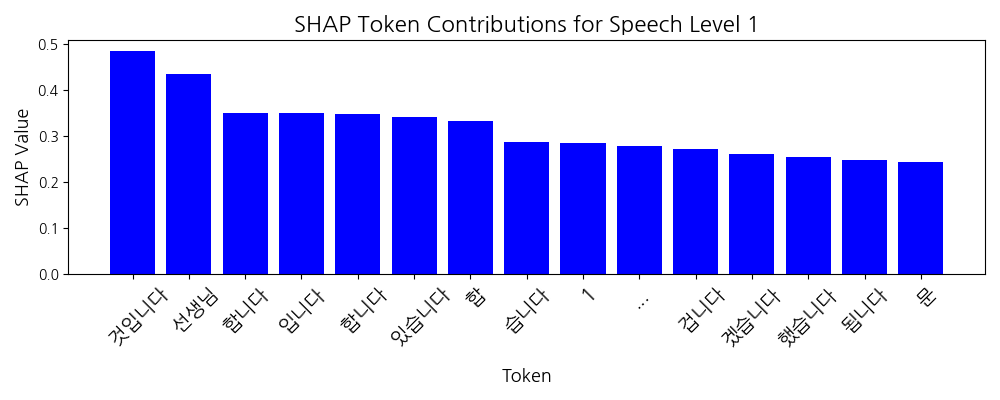 SHAP Token Contributions for Speech Level 1
SHAP Value
0.5
0.4
0.3
0.2
0.1
0.0
것입니다
선생님
합니다
입니다
합니다
있습니다
합
습니다
1
...
겁니다
겠습니다
했습니다
됩니다
문
Token